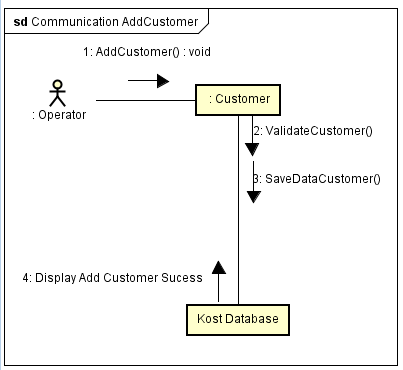 sd Communication AddCustomer
1: AddCustomer() : void
: Operator
: Customer
2: ValidateCustomer()
3: SaveDataCustomer()
4: Display Add Customer Sucess
Kost Database